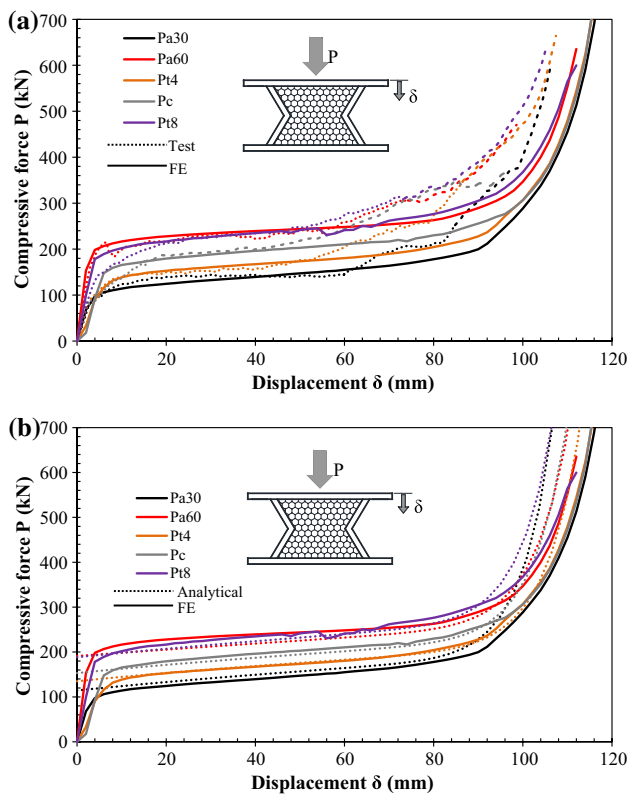 (a)
Compressive force P (kN)
700
600
500
400
300
200
100
0
Pa30
Pa60
Pt4
Pc
Pt8
Test
FE
P
δ
0 20 40 60 80 100 120
Displacement δ (mm)
(b)
Compressive force P (kN)
700
600
500
400
300
200
100
0
Pa30
Pa60
Pt4
Pc
Pt8
Analytical
FE
P
δ
0 20 40 60 80 100 120
Displacement δ (mm)